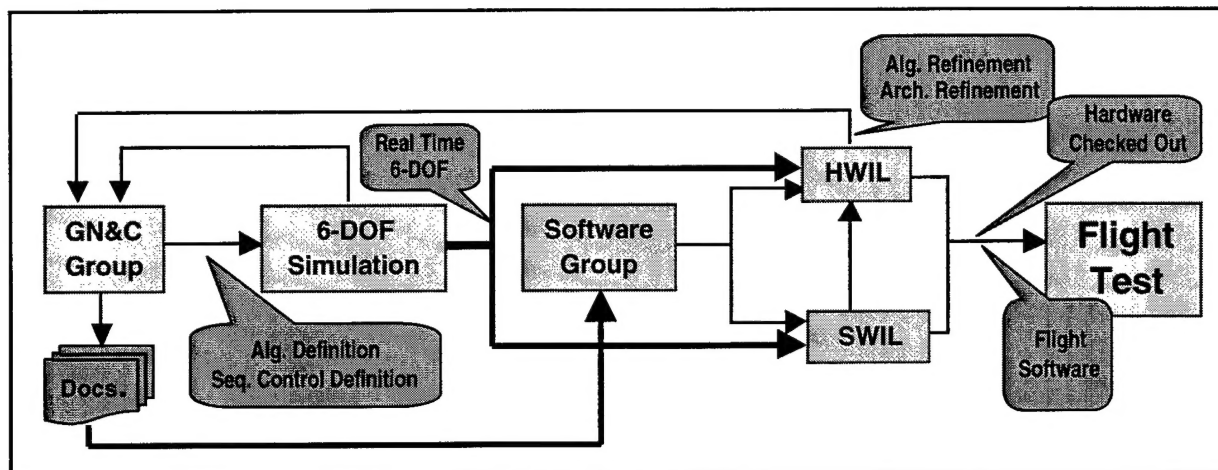 Alg. Refinement
Arch. Refinement
Hardware
Checked Out
Real Time
6-DOF
HWIL
GN&C
Group
6-DOF
Simulation
Software
Group
Flight
Test
SWIL
Alg. Definition
Seq. Control Definition
Flight
Software
Docs.